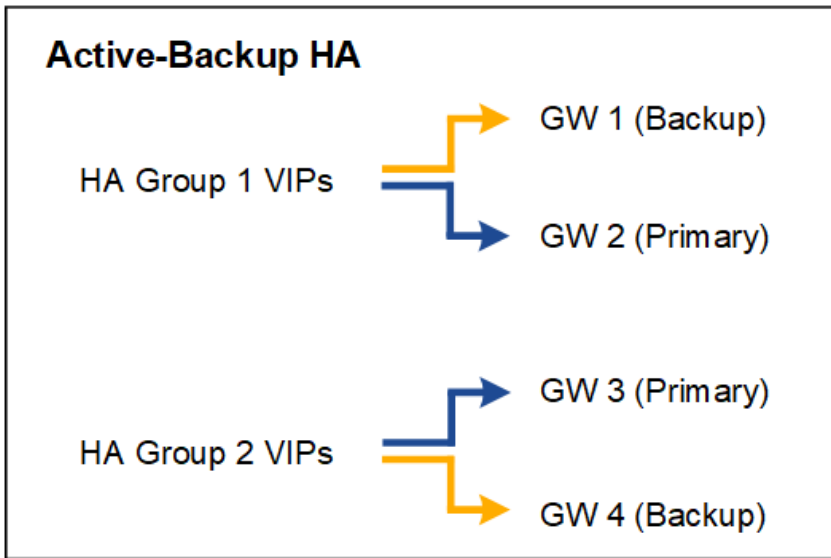 Active-Backup HA
GW 1 (Backup)
HA Group 1 VIPs
GW 2 (Primary)
GW 3 (Primary)
HA Group 2 VIPs
GW 4 (Backup)